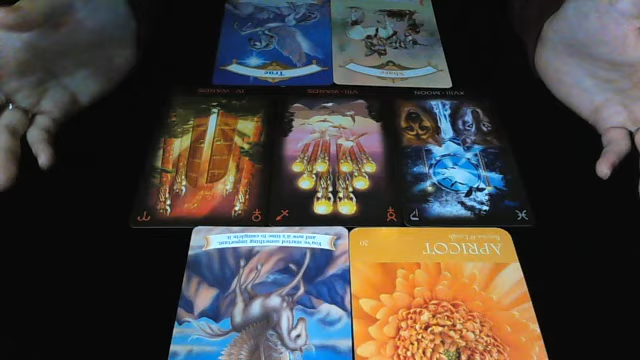 True
Share
IV-WANDS
VIII-WANDS
XVIII-MOON
You've started something important,
and now it's time to complete it.
30
APRICOT